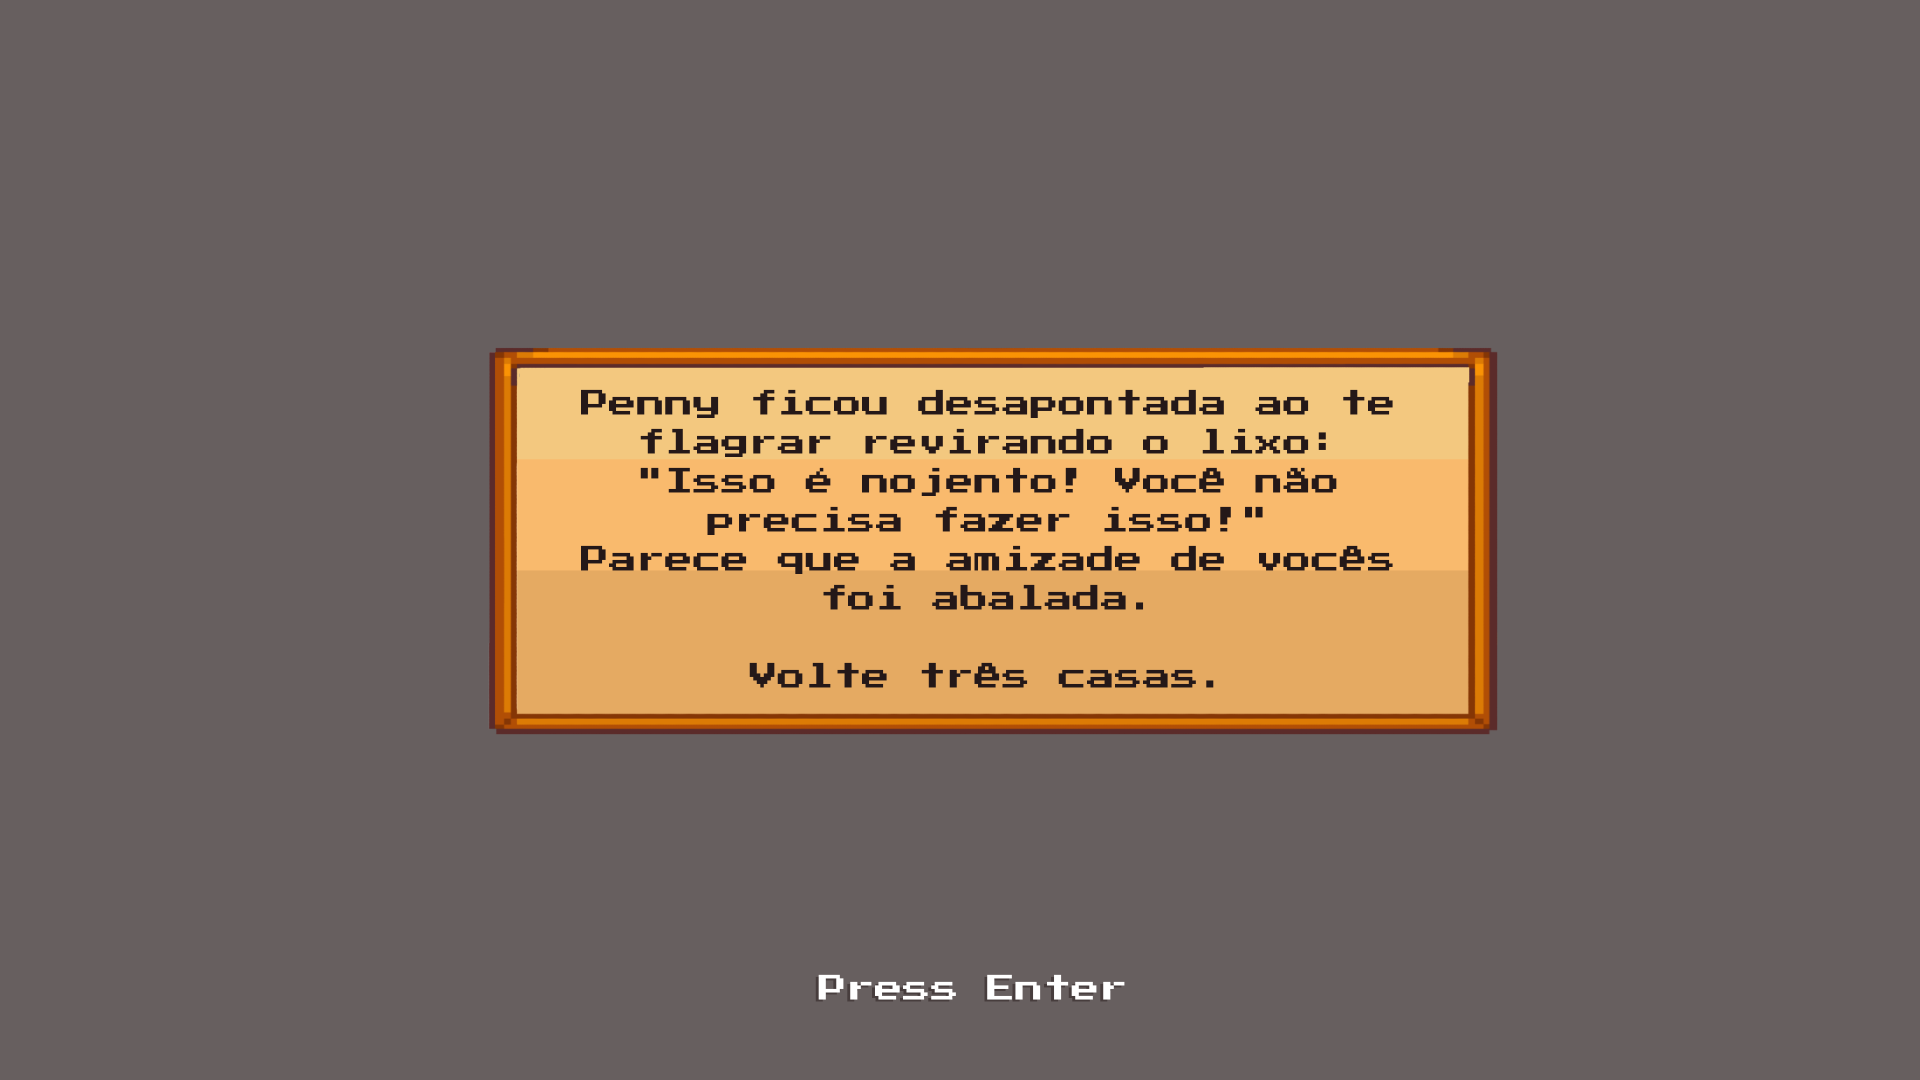 Penny ficou desapontada ao te
flagrar revirando o lixo:
"Isso é nojento! Você não
precisa fazer isso!"
Parece que a amizade de vocês
foi abalada.
Volte três casas.
Press Enter